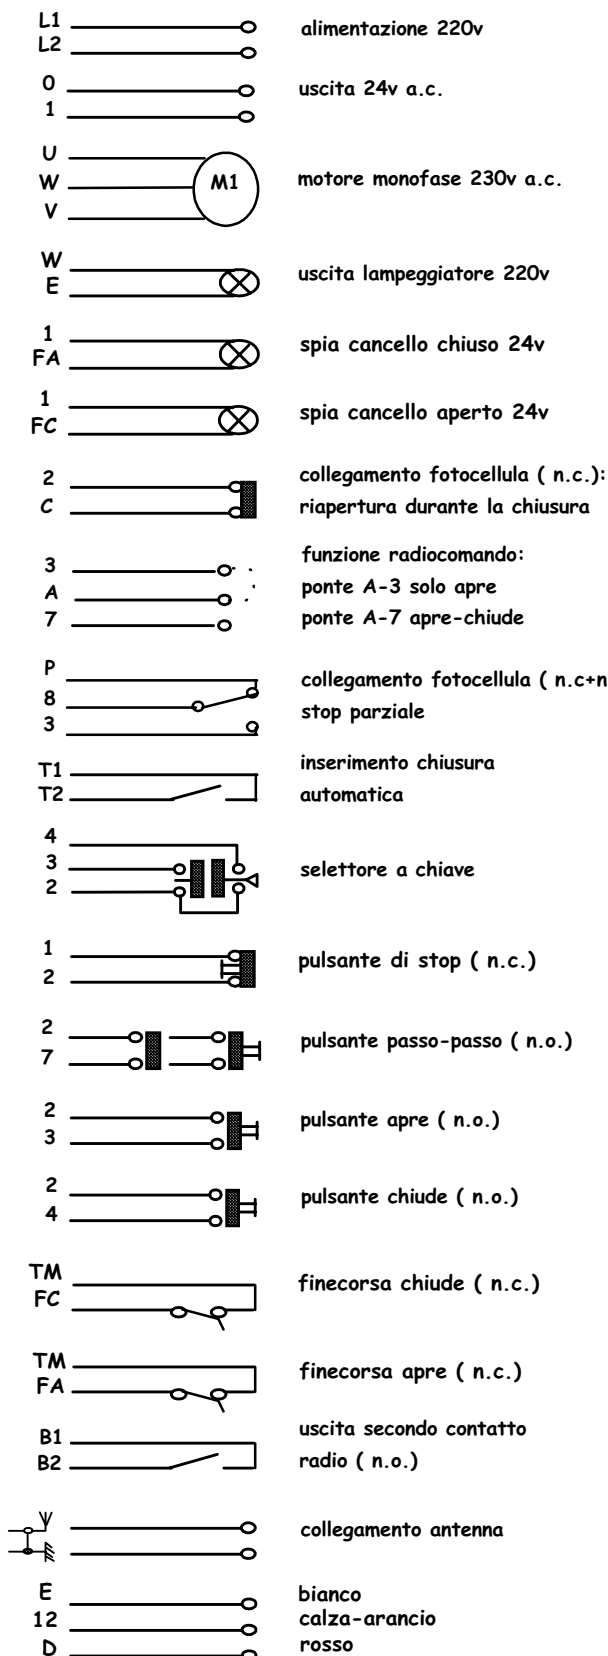 L1
L2
alimentazione 220v
0
1
uscita 24v a.c.
U
W
V
M1
motore monofase 230v a.c.
W
E
uscita lampeggiatore 220v
1
FA
spia cancello chiuso 24v
1
FC
spia cancello aperto 24v
2
C
collegamento fotocellula ( n.c.):
riapertura durante la chiusura
3
A
7
funzione radiocomando:
ponte A-3 solo apre
ponte A-7 apre-chiude
P
8
3
collegamento fotocellula ( n.c+n
stop parziale
T1
T2
inserimento chiusura
automatica
4
3
2
selettore a chiave
1
2
pulsante di stop ( n.c.)
2
7
pulsante passo-passo ( n.o.)
2
3
pulsante apre ( n.o.)
2
4
pulsante chiude ( n.o.)
TM
FC
finecorsa chiude ( n.c.)
TM
FA
finecorsa apre ( n.c.)
B1
B2
uscita secondo contatto
radio ( n.o.)
collegamento antenna
E
12
D
bianco
calza-arancio
rosso